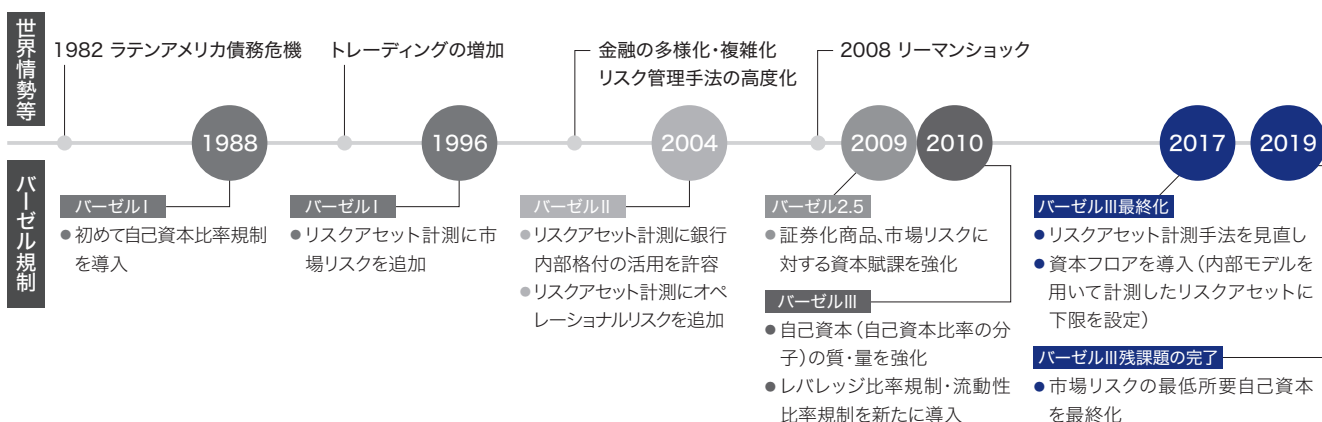 世界情勢等
1982 ラテンアメリカ債務危機
トレーディングの増加
金融の多様化・複雑化
リスク管理手法の高度化
2008 リーマンショック
1988
1996
2004
2009
2010
2017
2019
バーゼル規制
バーゼルⅠ
●初めて自己資本比率規制
を導入
バーゼルⅠ
●リスクアセット計測に市
場リスクを追加
バーゼルⅡ
●リスクアセット計測に銀行
内部格付の活用を許容
●リスクアセット計測にオペ
レーショナルリスクを追加
バーゼル2.5
●証券化商品、市場リスクに
対する資本賦課を強化
バーゼルⅢ
●自己資本（自己資本比率の分
子）の質・量を強化
●レバレッジ比率規制・流動性
比率規制を新たに導入
バーゼルⅢ最終化
●リスクアセット計測手法を見直し
●資本フロアを導入（内部モデルを
用いて計測したリスクアセットに
下限を設定）
バーゼルⅢ残課題の完了
●市場リスクの最低所要自己資本
を最終化